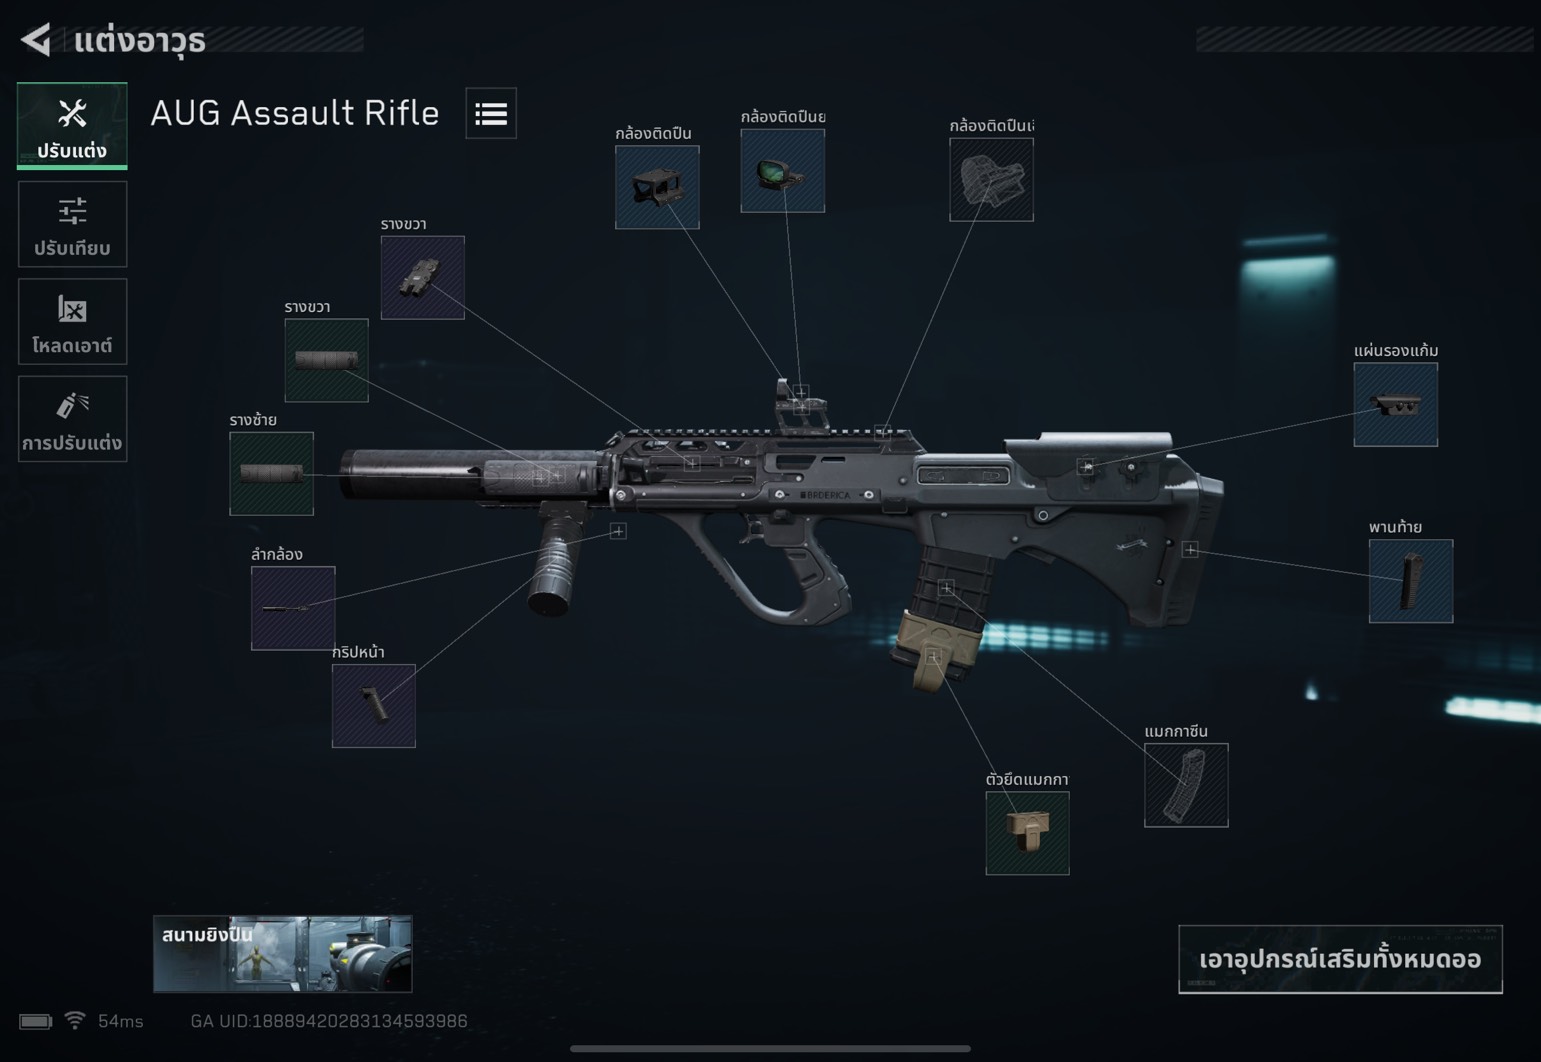 แต่งอาวุธ
ปรับแต่ง
AUG Assault Rifle
ปรับเทียบ
โหลดเอาต์
การปรับแต่ง
กล้องติดปืน
กล้องติดปืนย
กล้องติดปืนเ
รางขวา
รางขวา
รางซ้าย
ลำกล้อง
กริปหน้า
แผ่นรองแก้ม
พานท้าย
แมกกาซีน
ตัวยึดแมกกา
BRDERICA
สนามยิงปืน
เอาอุปกรณ์เสริมทั้งหมดออ
54ms
GA UID:18889420283134593986